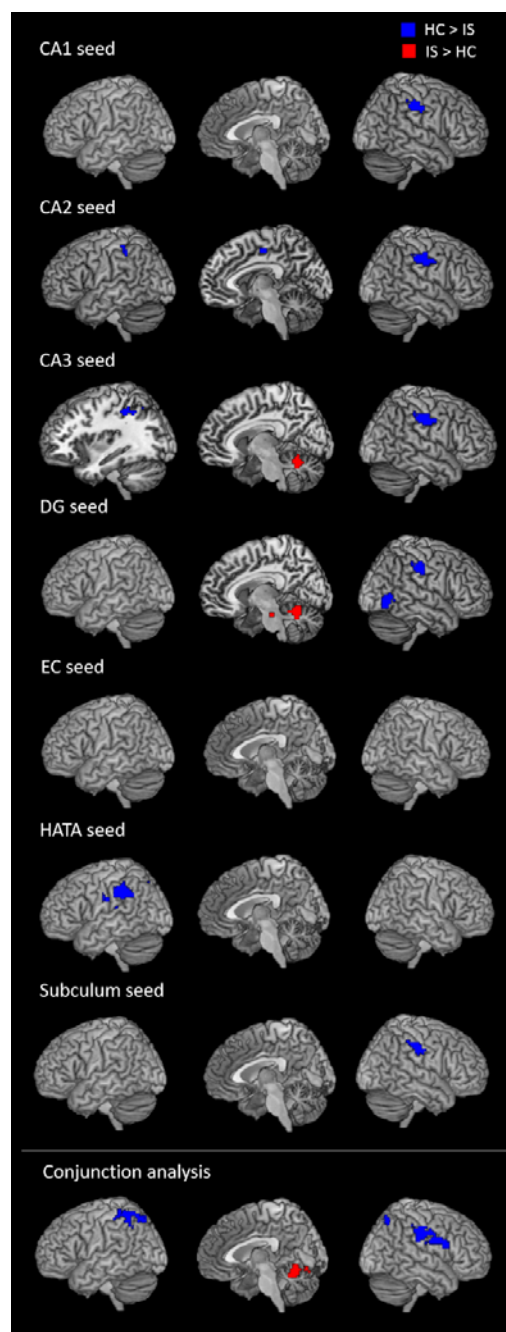 HC > IS
IS > HC
CA1 seed
CA2 seed
CA3 seed
DG seed
EC seed
HATA seed
Subculum seed
Conjunction analysis